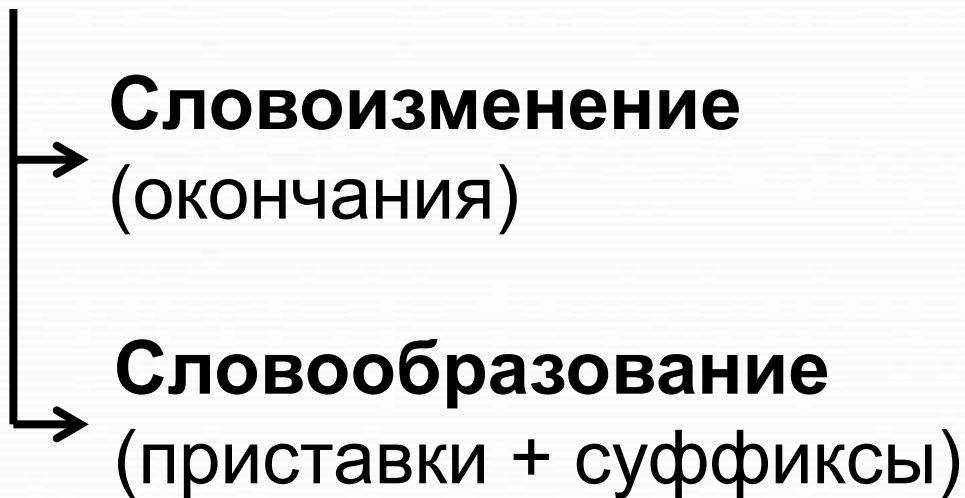 Словоизменение
(окончания)
Словообразование
(приставки + суффиксы)